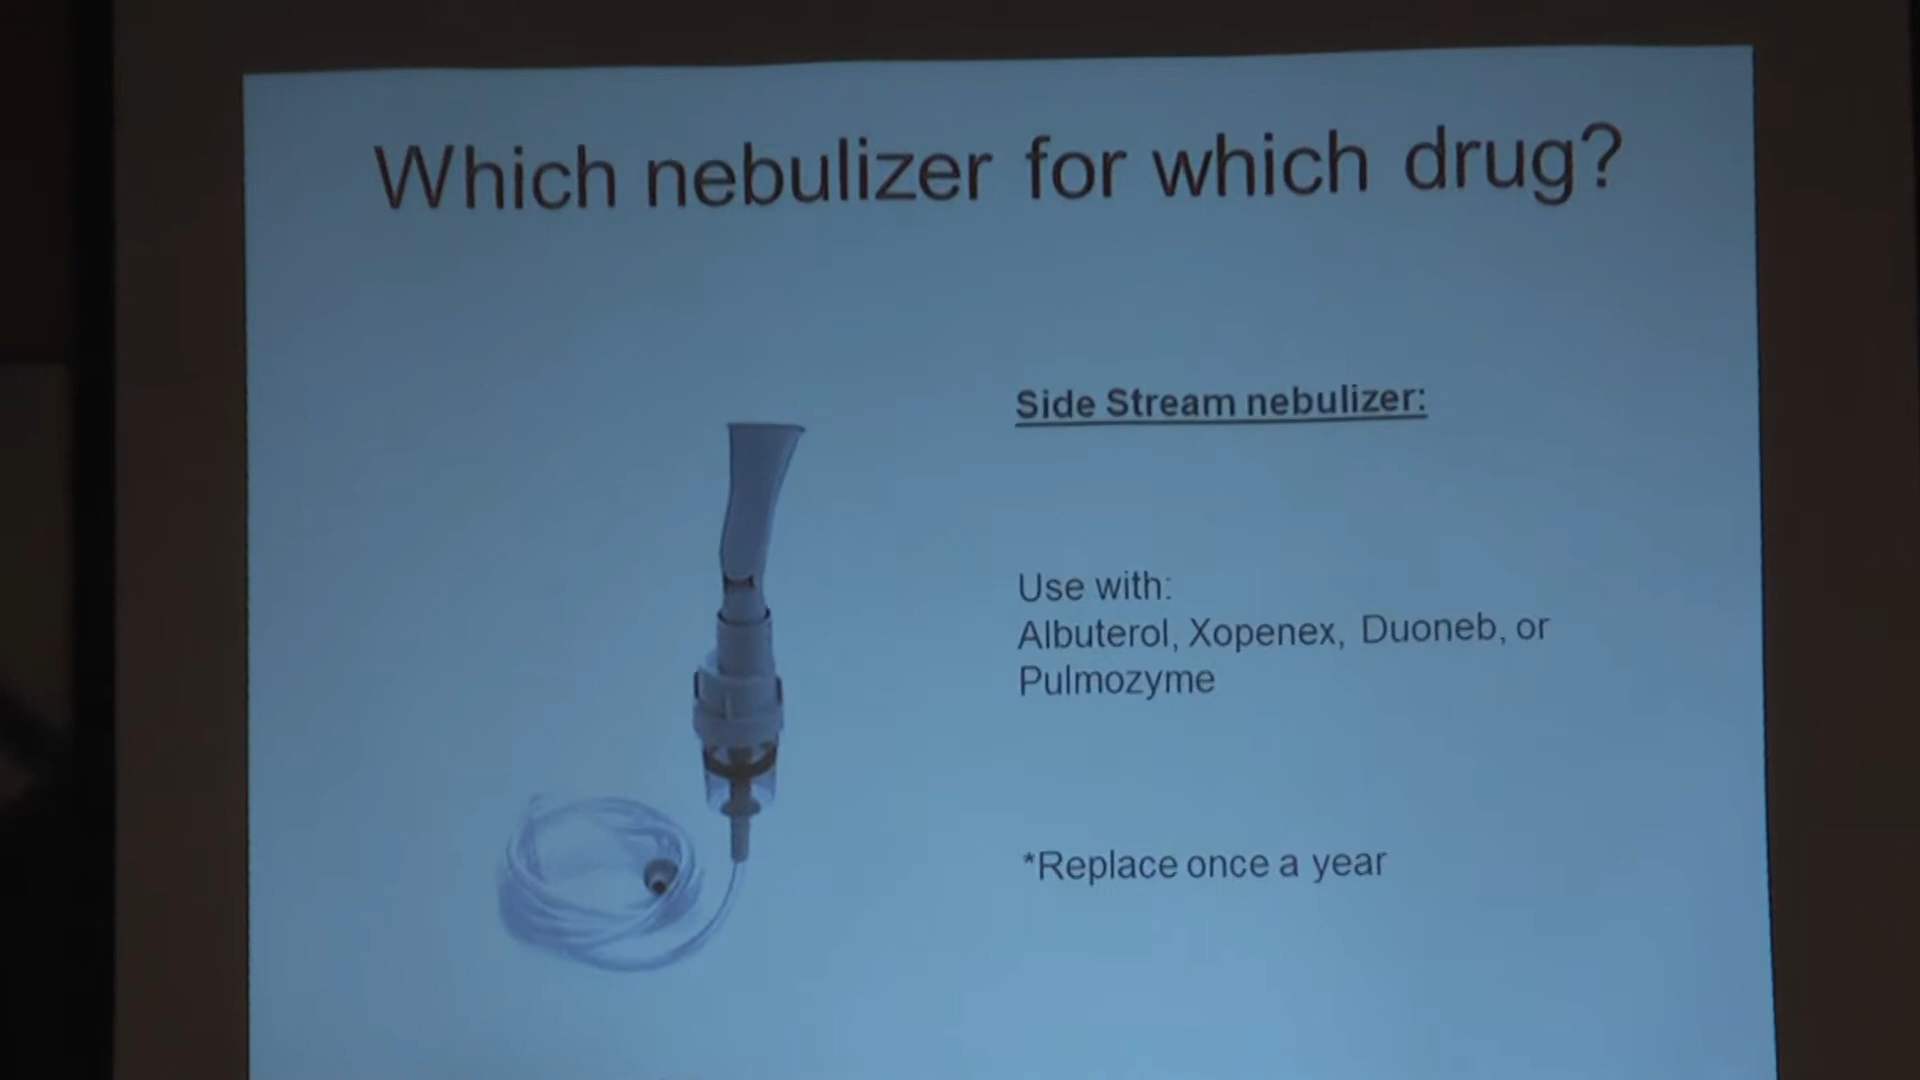 Which nebulizer for which drug?
Side Stream nebulizer:
Use with:
Albuterol, Xopenex, Duoneb, or
Pulmozyme
*Replace once a year